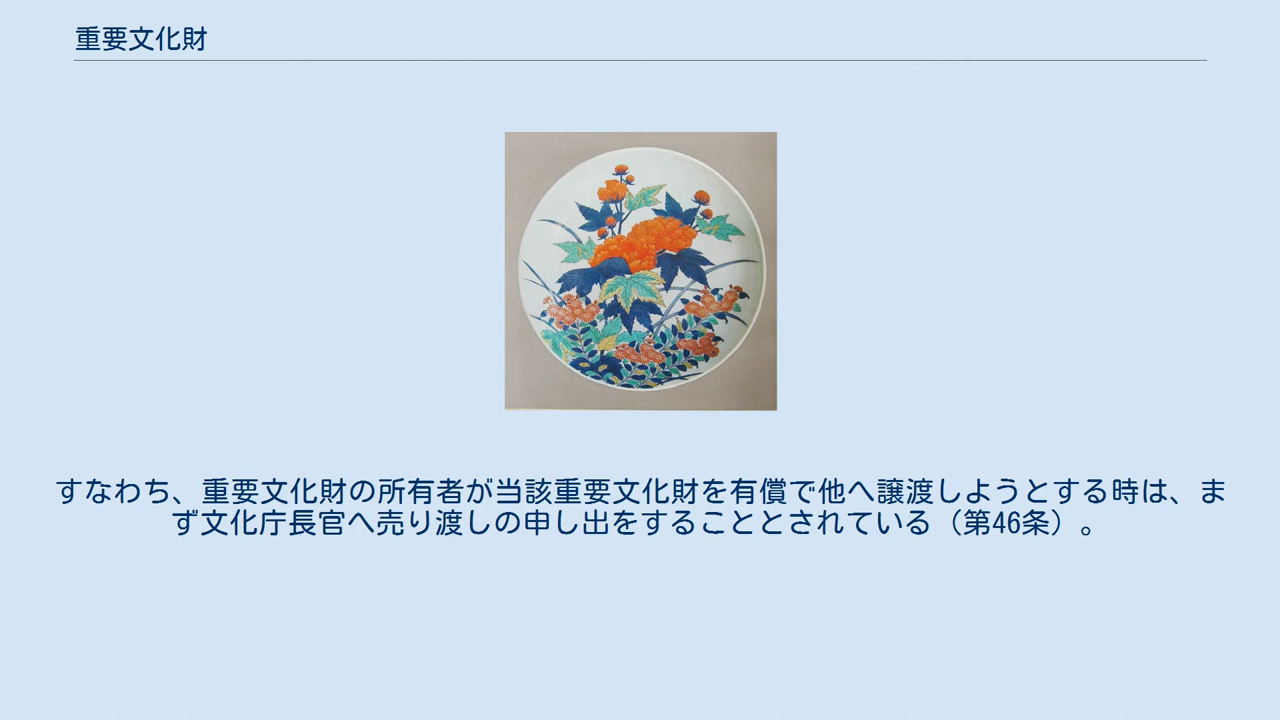 重要文化財
すなわち、重要文化財の所有者が当該重要文化財を有償で他へ譲渡しようとする時は、ま
ず文化庁長官へ売り渡しの申し出をすることとされている（第46条）。